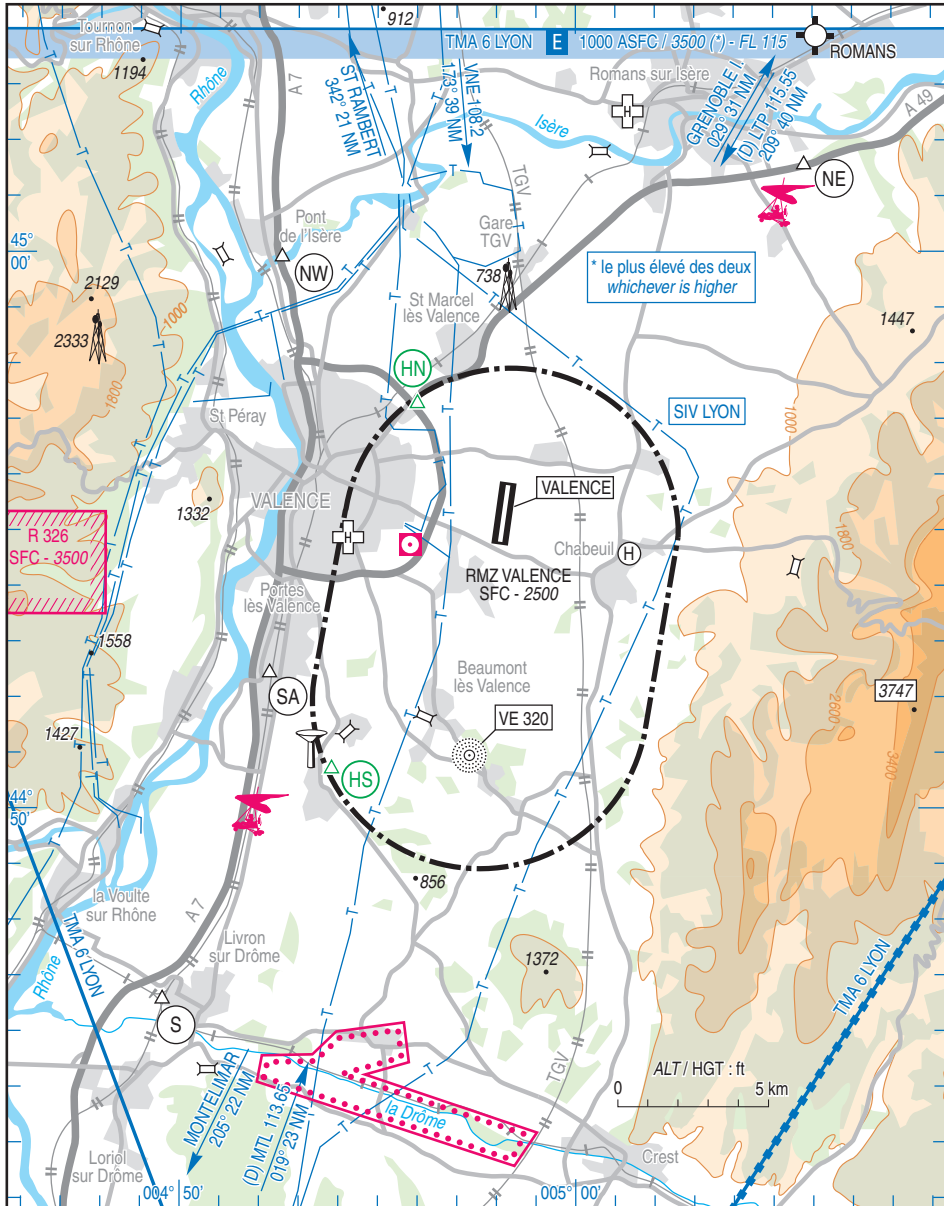 912
Tournon
sur Rhône
TMA 6 LYON E 1000 ASFC / 3500 (*) - FL 115
ROMANS
1194
Rhône
A 7
ST RAMBERT
342° 21 NM
VNE 108.2
173° 39 NM
Romans sur Isère
H
GRENOBLE I.
029° 31 NM
(D) LTP 115.55
209° 40 NM
A 49
Isère
TGV
NE
Pont
de l'Isère
Gare
TGV
45°
00'
NW
738
* le plus élevé des deux
whichever is higher
2129
1000
2333
St Marcel
lès Valence
1447
1800
HN
St Péray
SIV LYON
1000
VALENCE
VALENCE
1332
R 326
SFC - 3500
H
Chabeuil
H
1800
RMZ VALENCE
SFC - 2500
Portes
lès Valence
1558
Beaumont
lès Valence
SA
3747
VE 320
2600
1427
3400
HS
44°
50'
856
la Voulte
sur Rhône
A 7
TMA 6 LYON
Livron
sur Drôme
1372
Rhône
S
TMA 6 LYON
TGV
ALT / HGT : ft
0 5 km
MONTELIMAR
205° 22 NM
(D) MTL 113.65
019° 23 NM
la Drôme
Loriol
sur Drôme
Crest
004° 50'
005° 00'